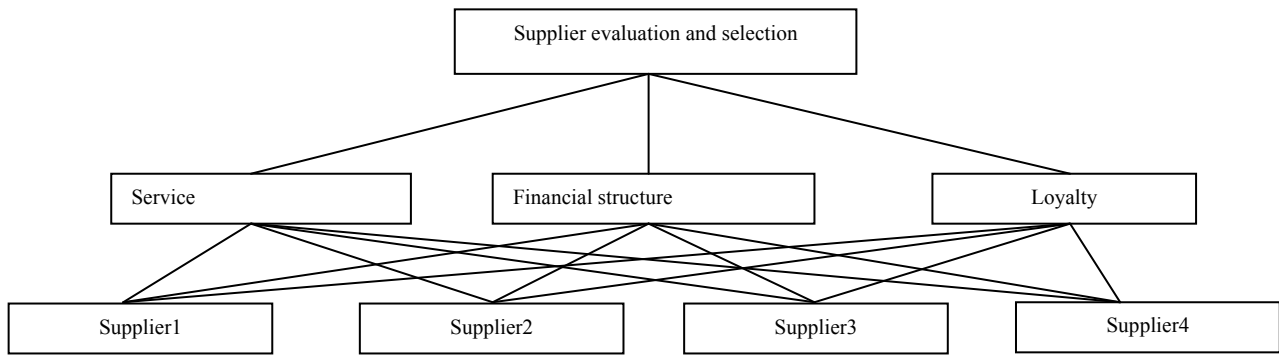 Supplier evaluation and selection
Service
Financial structure
Loyalty
Supplier1
Supplier2
Supplier3
Supplier4